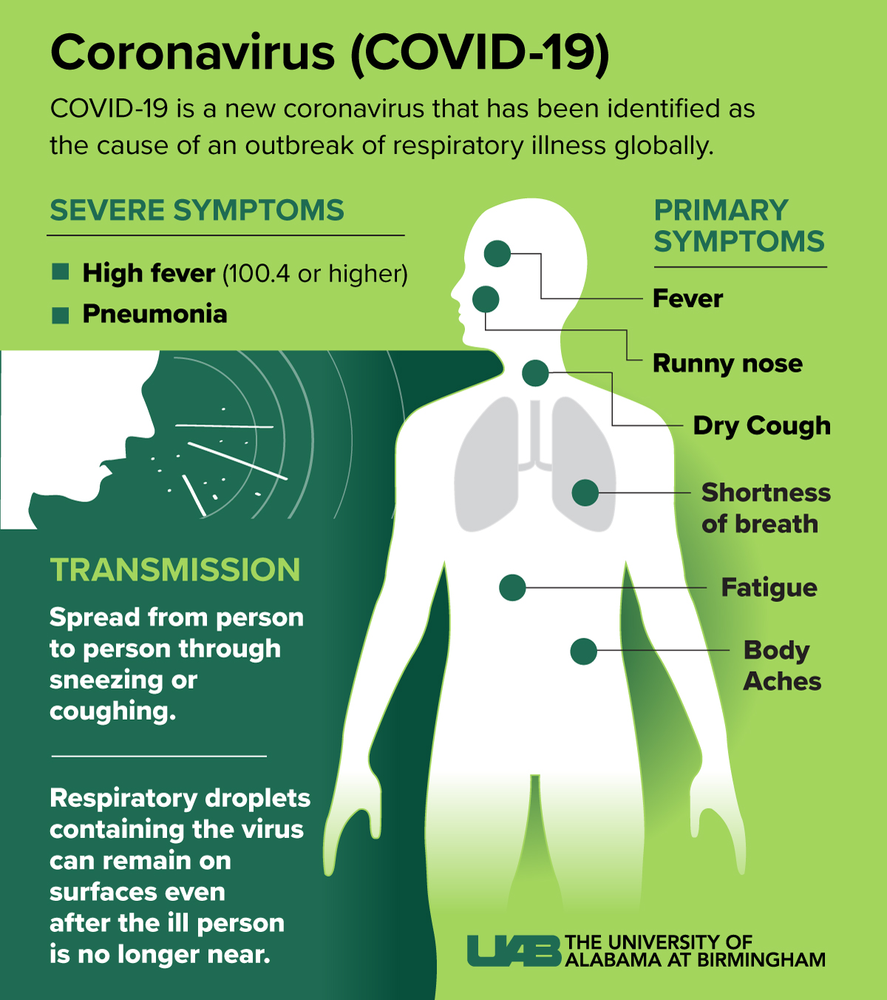 Coronavirus (COVID-19)
COVID-19 is a new coronavirus that has been identified as
the cause of an outbreak of respiratory illness globally.
SEVERE SYMPTOMS
High fever (100.4 or higher)
Pneumonia
PRIMARY
SYMPTOMS
Fever
Runny nose
Dry Cough
Shortness
of breath
Fatigue
Body
Aches
TRANSMISSION
Spread from person
to person through
sneezing or
coughing.
Respiratory droplets
containing the virus
can remain on
surfaces even
after the ill person
is no longer near.
UAB THE UNIVERSITY OF
ALABAMA AT BIRMINGHAM